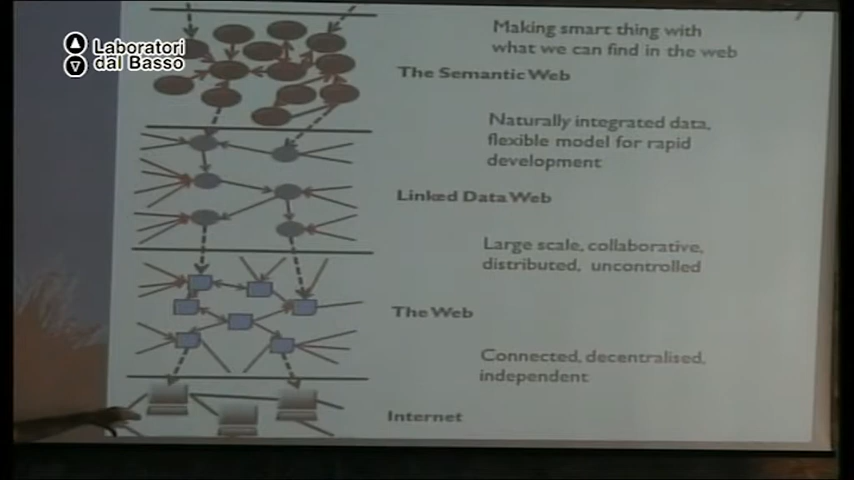 Laboratori
dal Basso
Making smart thing with
what we can find in the web
The Semantic Web
Naturally integrated data,
flexible model for rapid
development
Linked Data Web
Large scale, collaborative,
distributed, uncontrolled
The Web
Connected, decentralised,
independent
Internet